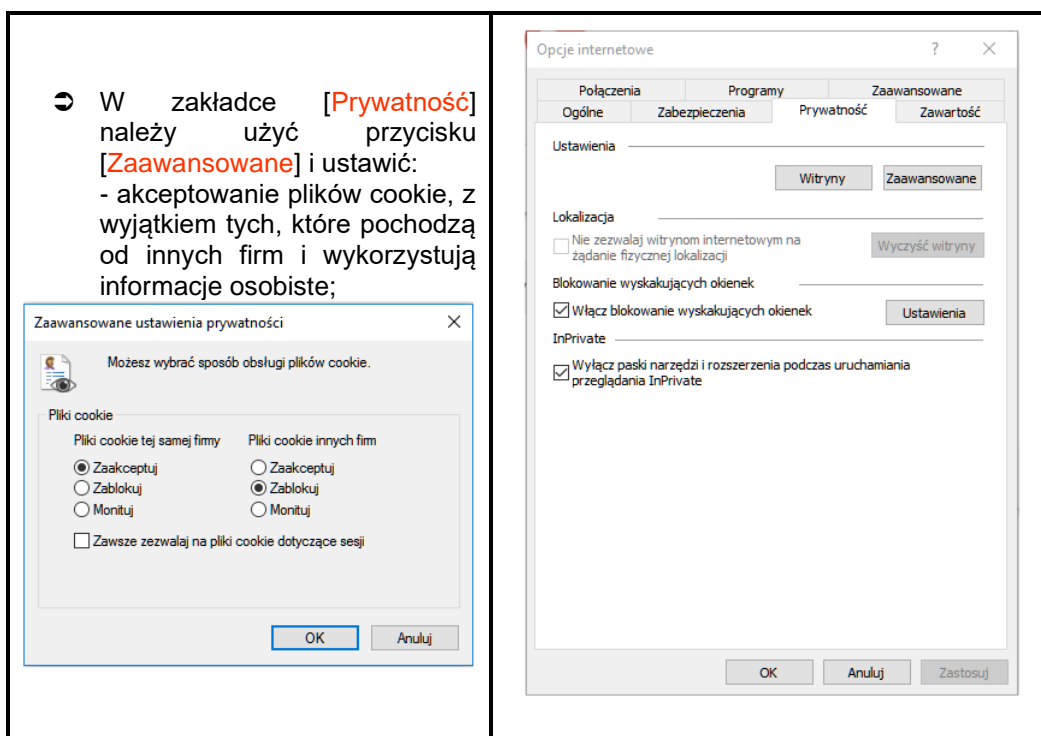 ➲ W zakładce [Prywatność]
należy użyć przycisku
[Zaawansowane] i ustawić:
- akceptowanie plików cookie, z
wyjątkiem tych, które pochodzą
od innych firm i wykorzystują
informacje osobiste;
Zaawansowane ustawienia prywatności
Możesz wybrać sposób obsługi plików cookie.
Pliki cookie
Pliki cookie tej samej firmy Pliki cookie innych firm
Zaakceptuj Zaakceptuj
Zablokuj Zablokuj
Monituj Monituj
Zawsze zezwalaj na pliki cookie dotyczące sesji
OK Anuluj
Opcje internetowe ?
Połączenia Programy Zaawansowane
Ogólne Zabezpieczenia Prywatność Zawartość
Ustawienia
Witryny Zaawansowane
Lokalizacja
Nie zezwalaj witrynom internetowym na
żądanie fizycznej lokalizacji
Wyczyść witryny
Blokowanie wyskakujących okienek
Włącz blokowanie wyskakujących okienek Ustawienia
InPrivate
Wyłącz paski narzędzi i rozszerzenia podczas uruchamiania
przeglądania InPrivate
OK Anuluj Zastosuj